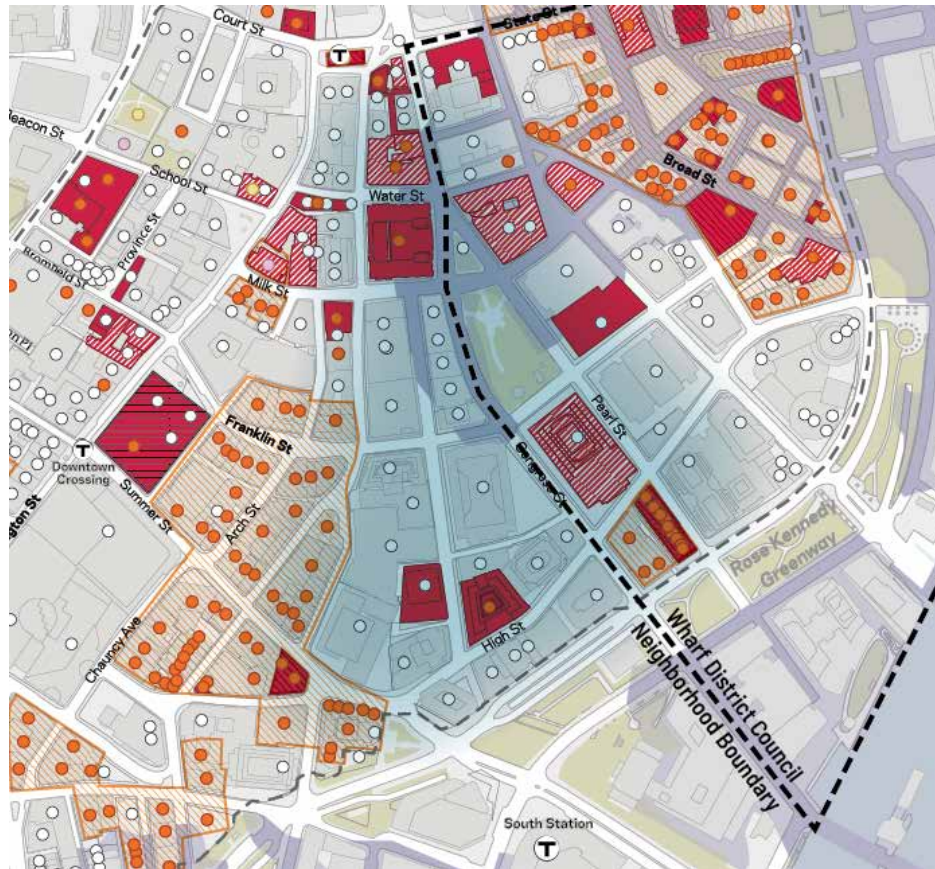 Court St
State St
T
Beacon St
School St
Water St
Broad St
Province St
Bromfield St
Milk St
Franklin St
Pearl St
Congress St
T
Downtown
Crossing
Summer St
Arch St
Rose Kennedy
Greenway
High St
Chauncy Ave
Wharf District Council
Neighborhood Boundary
South Station
T